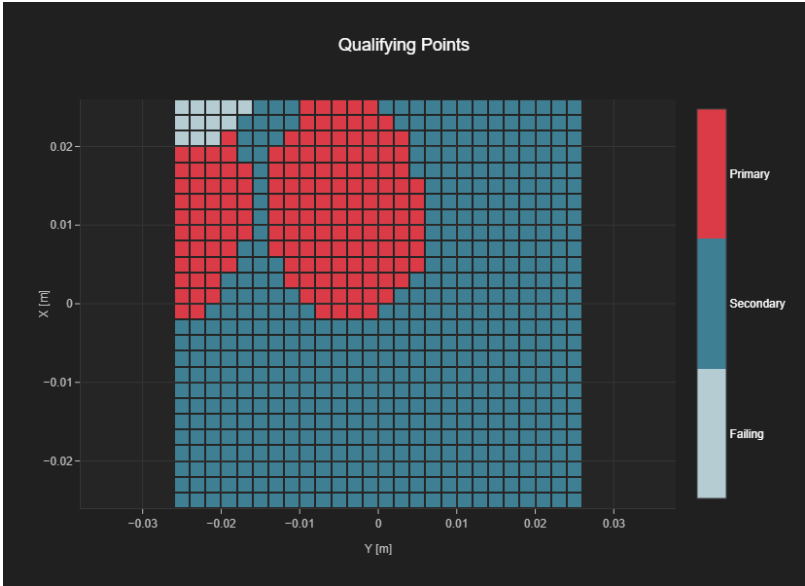 Qualifying Points
0.02
0.01
0
−0.01
−0.02
X [m]
−0.03
−0.02
−0.01
0
0.01
0.02
0.03
Y [m]
Primary
Secondary
Failing